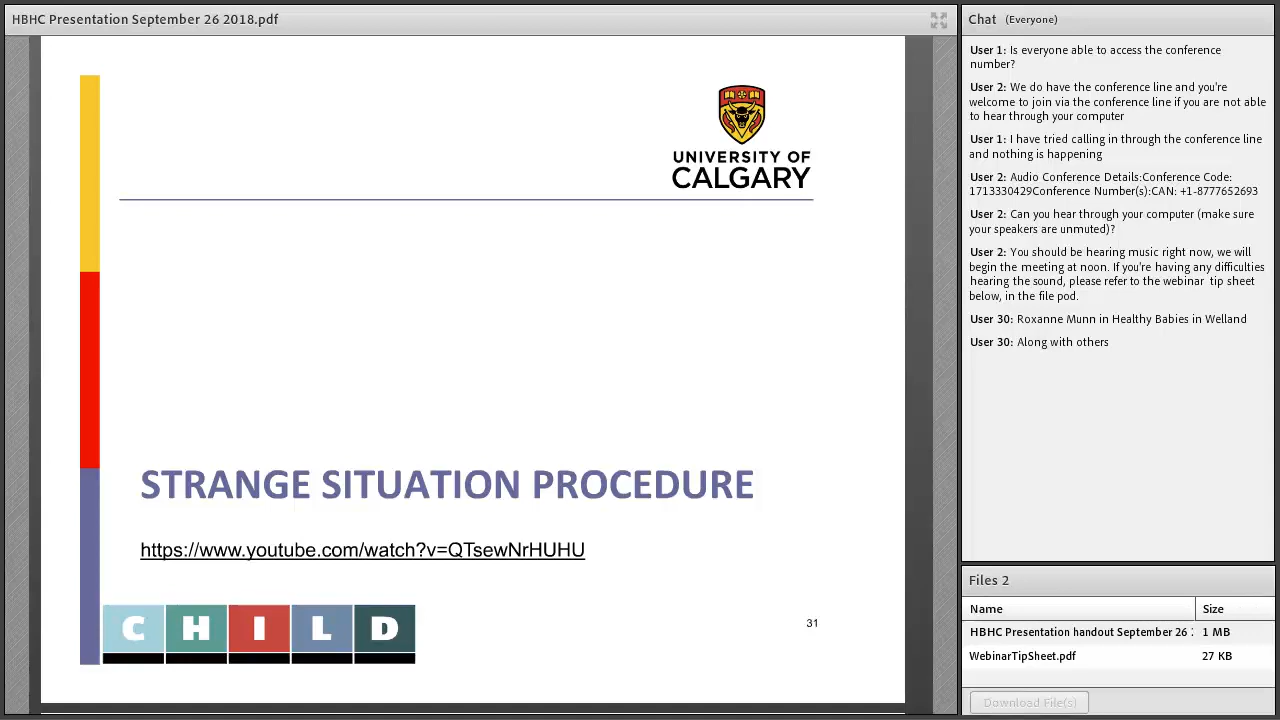 HBHC Presentation September 26 2018.pdf
UNIVERSITY OF
CALGARY
STRANGE SITUATION PROCEDURE
https://www.youtube.com/watch?v=QTsewNrHUHU
C H I L D
31
Chat (Everyone)
User 1: Is everyone able to access the conference
number?
User 2: We do have the conference line and you're
welcome to join via the conference line if you are not able
to hear through your computer
User 1: I have tried calling in through the conference line
and nothing is happening
User 2: Audio Conference Details:Conference Code:
1713330429Conference Number(s):CAN: +1-8777652693
User 2: Can you hear through your computer (make sure
your speakers are unmuted)?
User 2: You should be hearing music right now, we will
begin the meeting at noon. If you're having any difficulties
hearing the sound, please refer to the webinar tip sheet
below, in the file pod.
User 30: Roxanne Munn in Healthy Babies in Welland
User 30: Along with others
Files 2
Name Size
HBHC Presentation handout September 26 1 MB
WebinarTipSheet.pdf 27 KB
Download File(s)